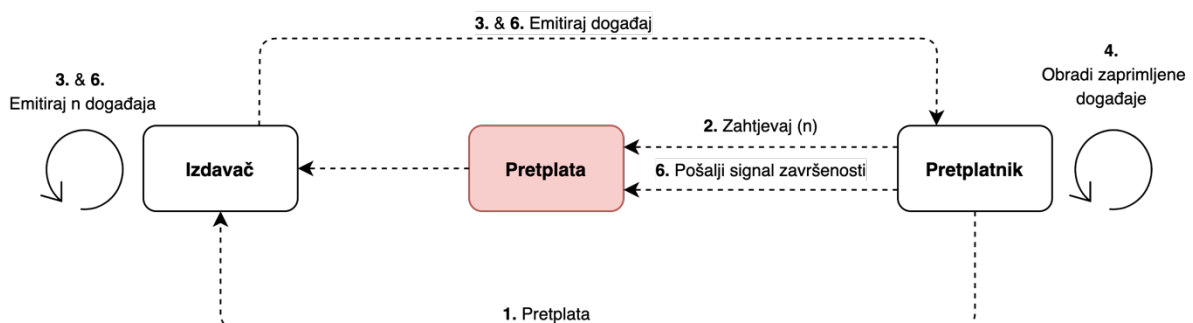 3. & 6. Emitiraj događaj
3. & 6.
Emitiraj n događaja
4.
Obradi zaprimljene
događaje
Izdavač
Pretplata
2. Zahtjevaj (n)
6. Pošalji signal završenosti
Pretplatnik
1. Pretplata